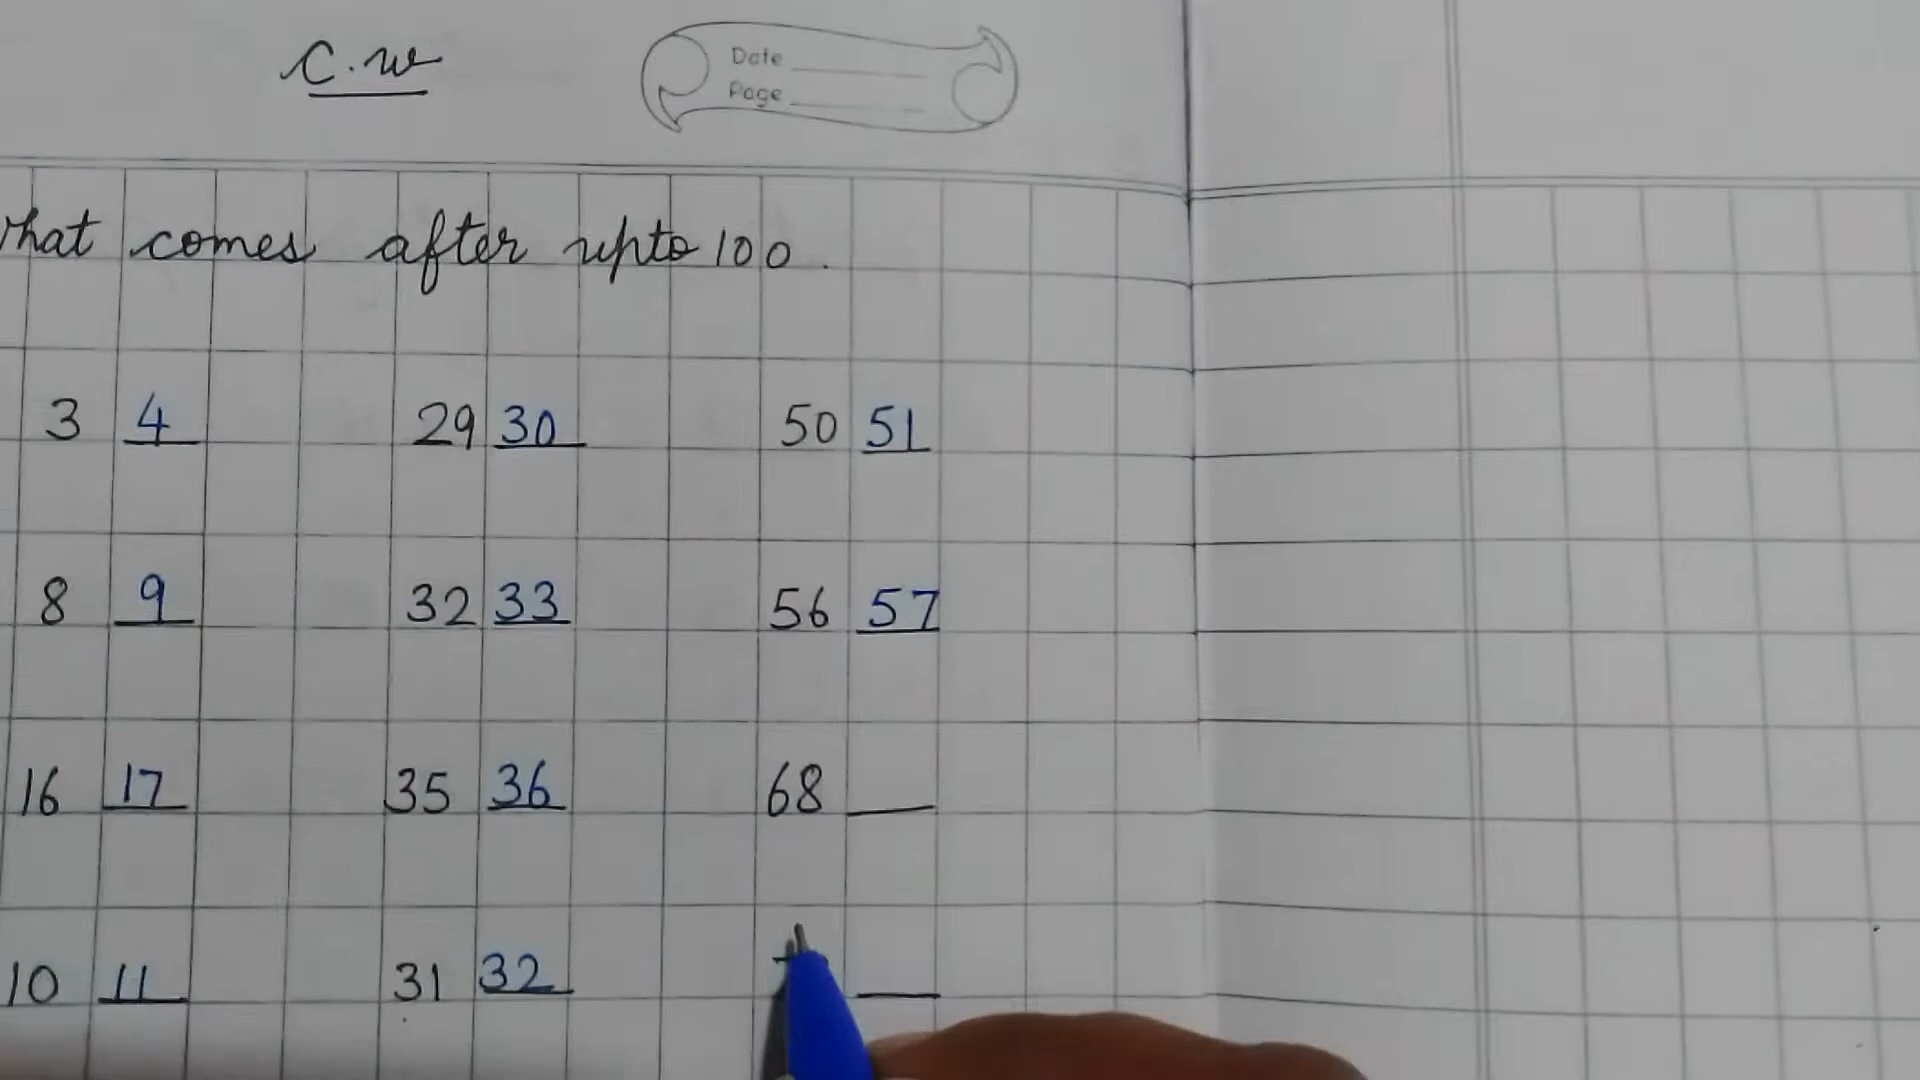 C.W
Date
Page
What comes after upto 100.
3 4 29 30 50 51
8 9 32 33 56 57
16 17 35 36 68
10 11 31 32